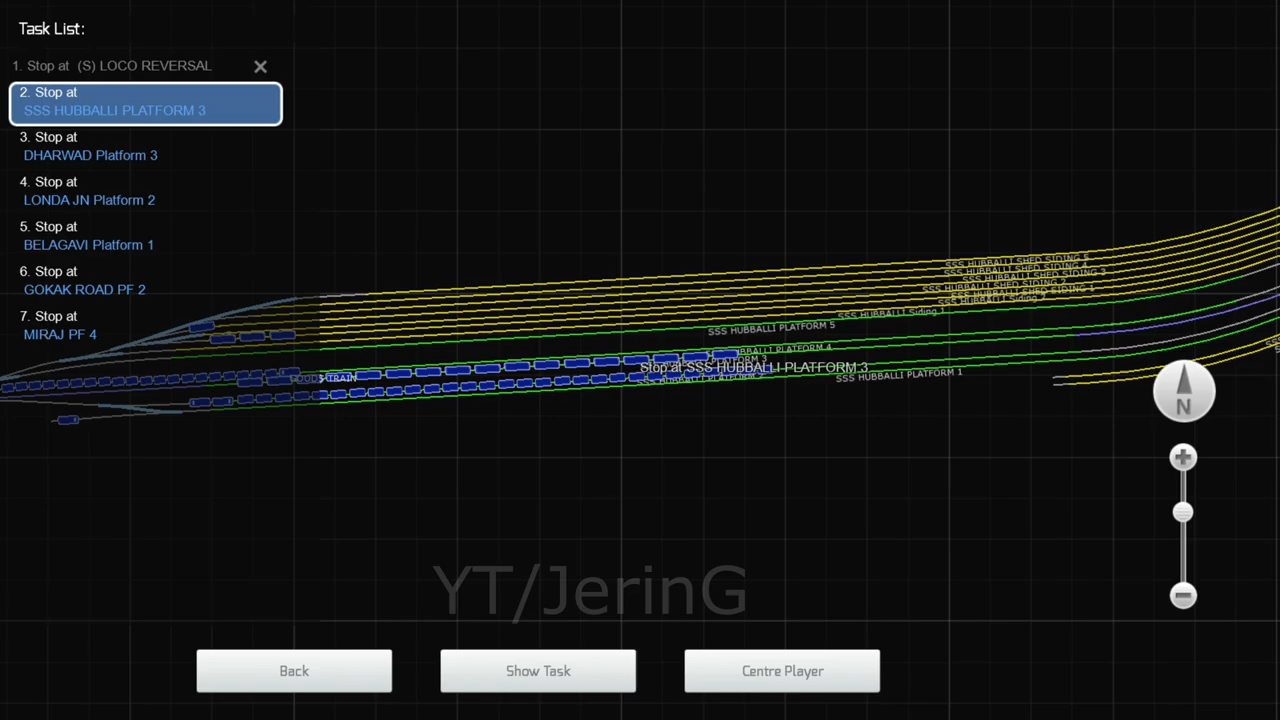 Task List:
1. Stop at (S) LOCO REVERSAL
2. Stop at
SSS HUBBALLI PLATFORM 3
3. Stop at
DHARWAD Platform 3
4. Stop at
LONDA JN Platform 2
5. Stop at
BELAGAVI Platform 1
6. Stop at
GOKAK ROAD PF 2
7. Stop at
MIRAJ PF 4
SSS HUBBALLI SHED SIDING 5
SSS HUBBALLI SHED SIDING 4
SSS HUBBALLI SHED SIDING 3
SSS HUBBALLI SHED SIDING 2
SSS HUBBALLI SHED SIDING 1
SSS HUBBALLI Siding 2
SSS HUBBALLI Siding 1
SSS HUBBALLI PLATFORM 5
HUBBALLI PLATFORM 4
Stop at SSS HUBBALLI PLATFORM 3
SSS HUBBALLI PLATFORM 1
GOODS TRAIN
N
YT/JerinG
Back
Show Task
Centre Player